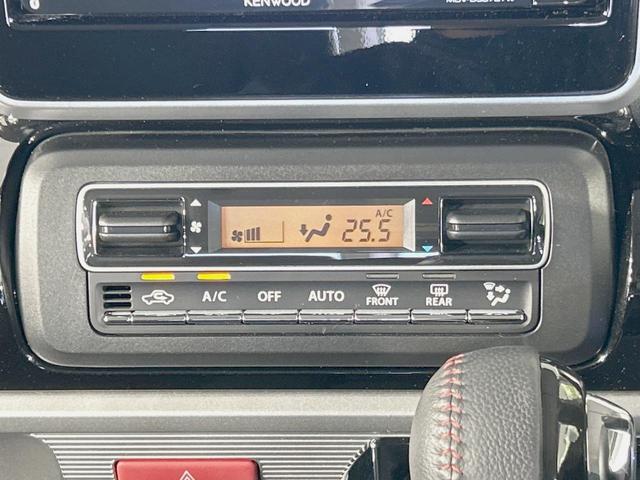 KENWOOD
A/C
25.5
A/C OFF AUTO FRONT REAR